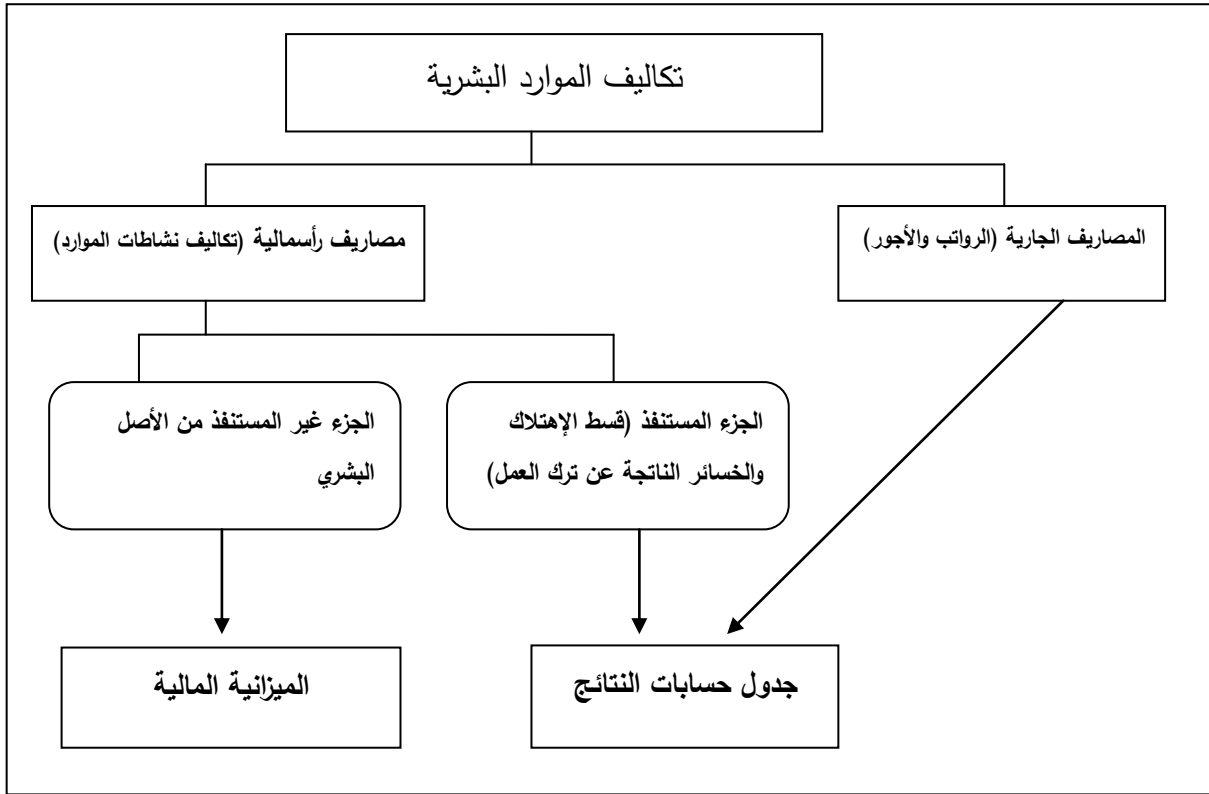 تكاليف الموارد البشرية
المصاريف الجارية (الرواتب والأجور)
مصاريف رأسمالية (تكاليف نشاطات الموارد)
الجزء المستنفذ (قسط الإهتلاك
والخسائر الناتجة عن ترك العمل)
الجزء غير المستنفذ من الأصل
البشري
جدول حسابات النتائج
الميزانية المالية